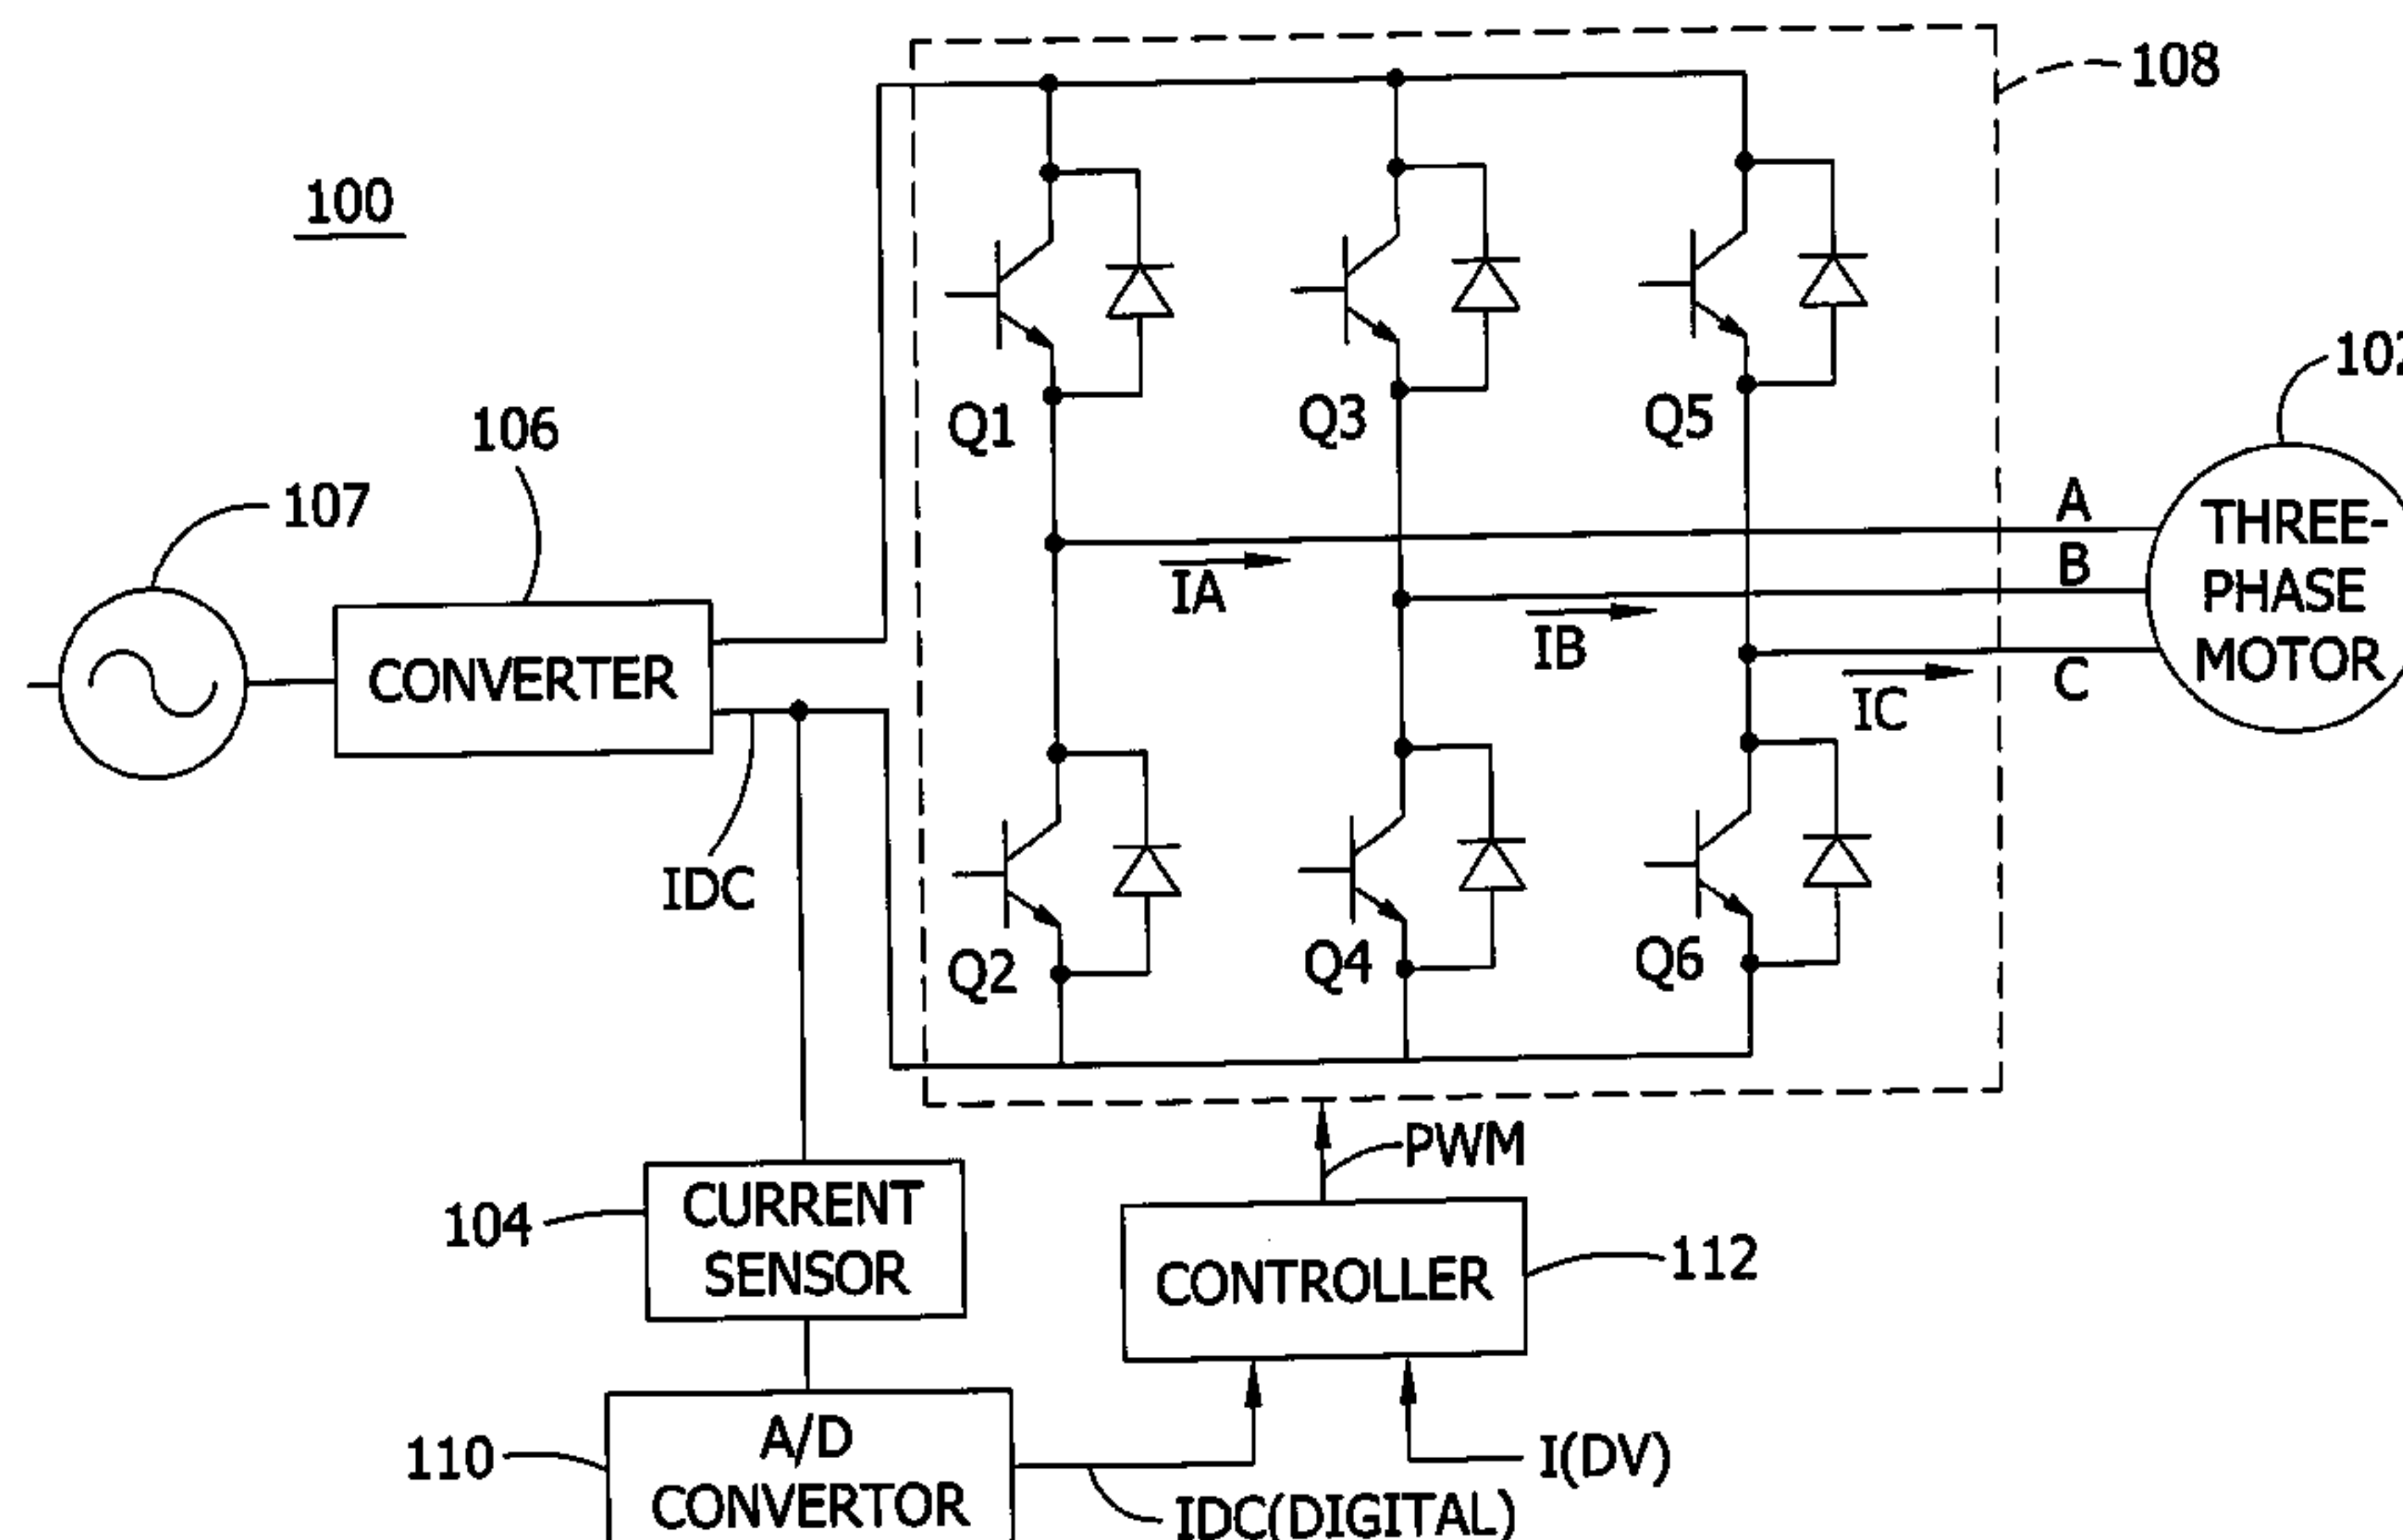 108
100
102
Q1
Q3
Q5
106
107
A
B
C
THREE-
PHASE
MOTOR
IA
IB
IC
CONVERTER
IDC
Q2
Q4
Q6
PWM
104
CURRENT
SENSOR
CONTROLLER
112
110
A/D
CONVERTOR
I(DV)
IDC(DIGITAL)